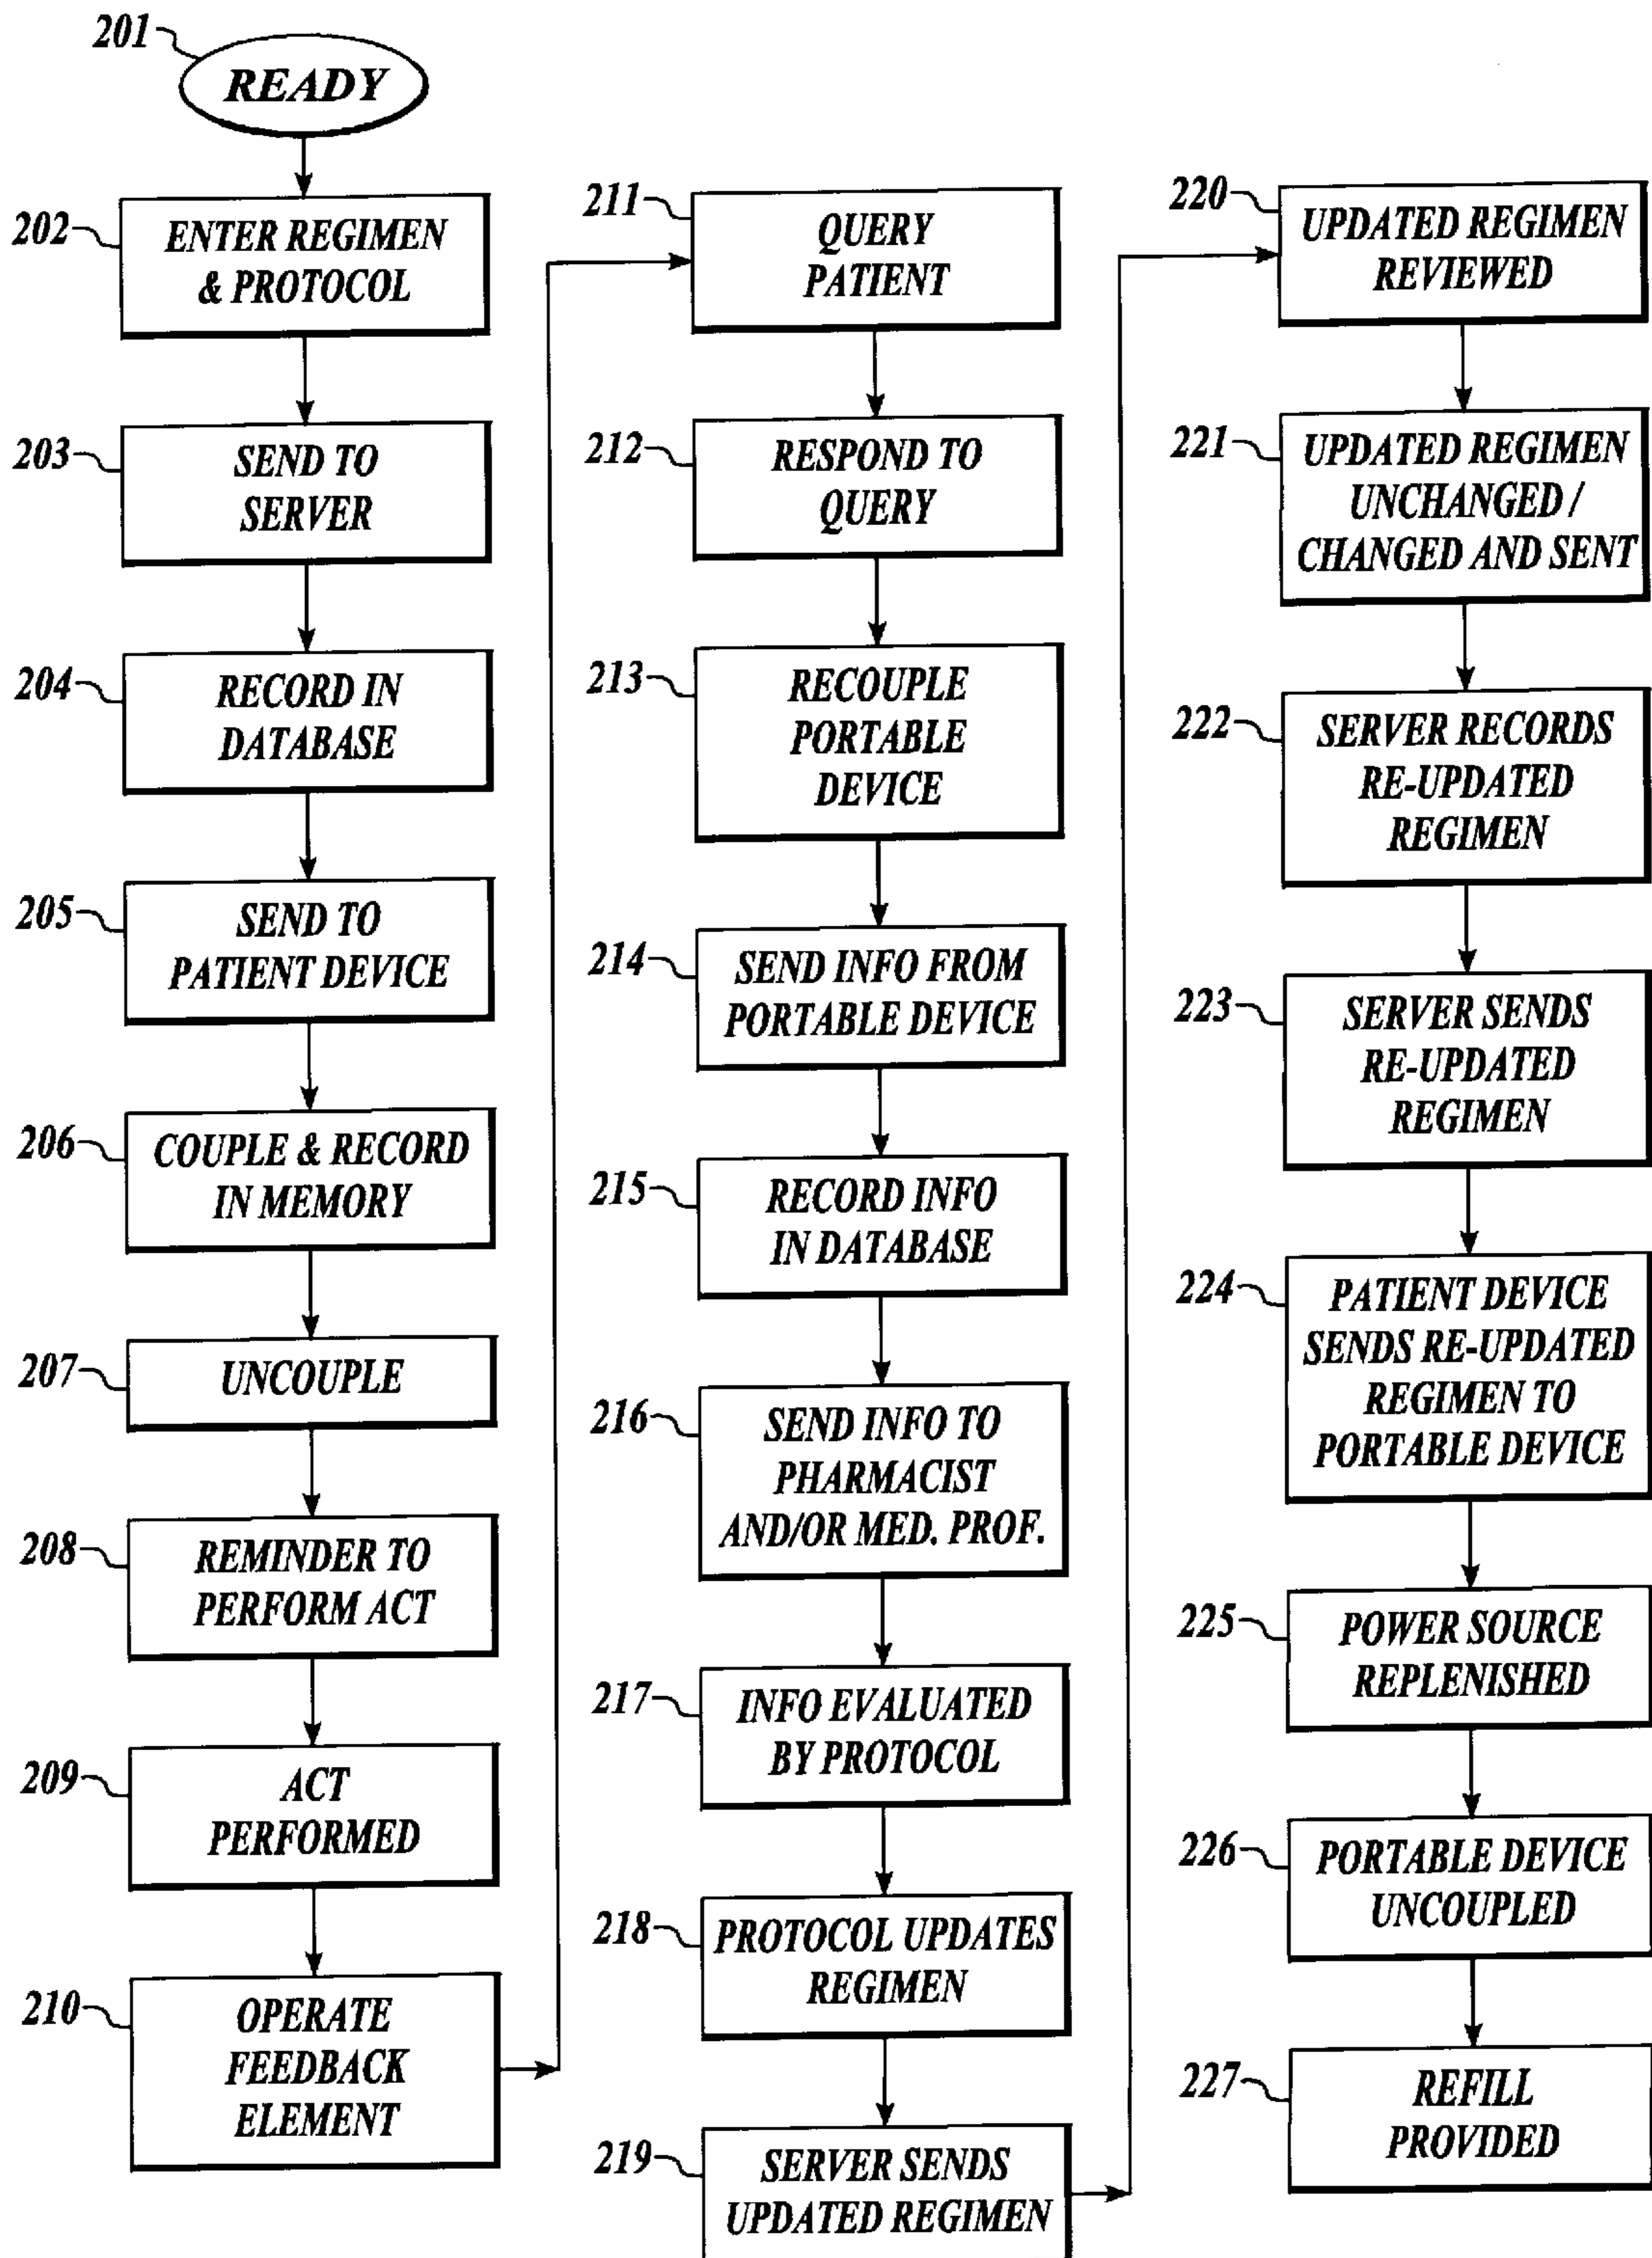 201
READY
202
ENTER REGIMEN
& PROTOCOL
203
SEND TO
SERVER
204
RECORD IN
DATABASE
205
SEND TO
PATIENT DEVICE
206
COUPLE & RECORD
IN MEMORY
207
UNCOUPLE
208
REMINDER TO
PERFORM ACT
209
ACT
PERFORMED
210
OPERATE
FEEDBACK
ELEMENT
211
QUERY
PATIENT
212
RESPOND TO
QUERY
213
RECOUPLE
PORTABLE
DEVICE
214
SEND INFO FROM
PORTABLE DEVICE
215
RECORD INFO
IN DATABASE
216
SEND INFO TO
PHARMACIST
AND/OR MED. PROF.
217
INFO EVALUATED
BY PROTOCOL
218
PROTOCOL UPDATES
REGIMEN
219
SERVER SENDS
UPDATED REGIMEN
220
UPDATED REGIMEN
REVIEWED
221
UPDATED REGIMEN
UNCHANGED /
CHANGED AND SENT
222
SERVER RECORDS
RE-UPDATED
REGIMEN
223
SERVER SENDS
RE-UPDATED
REGIMEN
224
PATIENT DEVICE
SENDS RE-UPDATED
REGIMEN TO
PORTABLE DEVICE
225
POWER SOURCE
REPLENISHED
226
PORTABLE DEVICE
UNCOUPLED
227
REFILL
PROVIDED